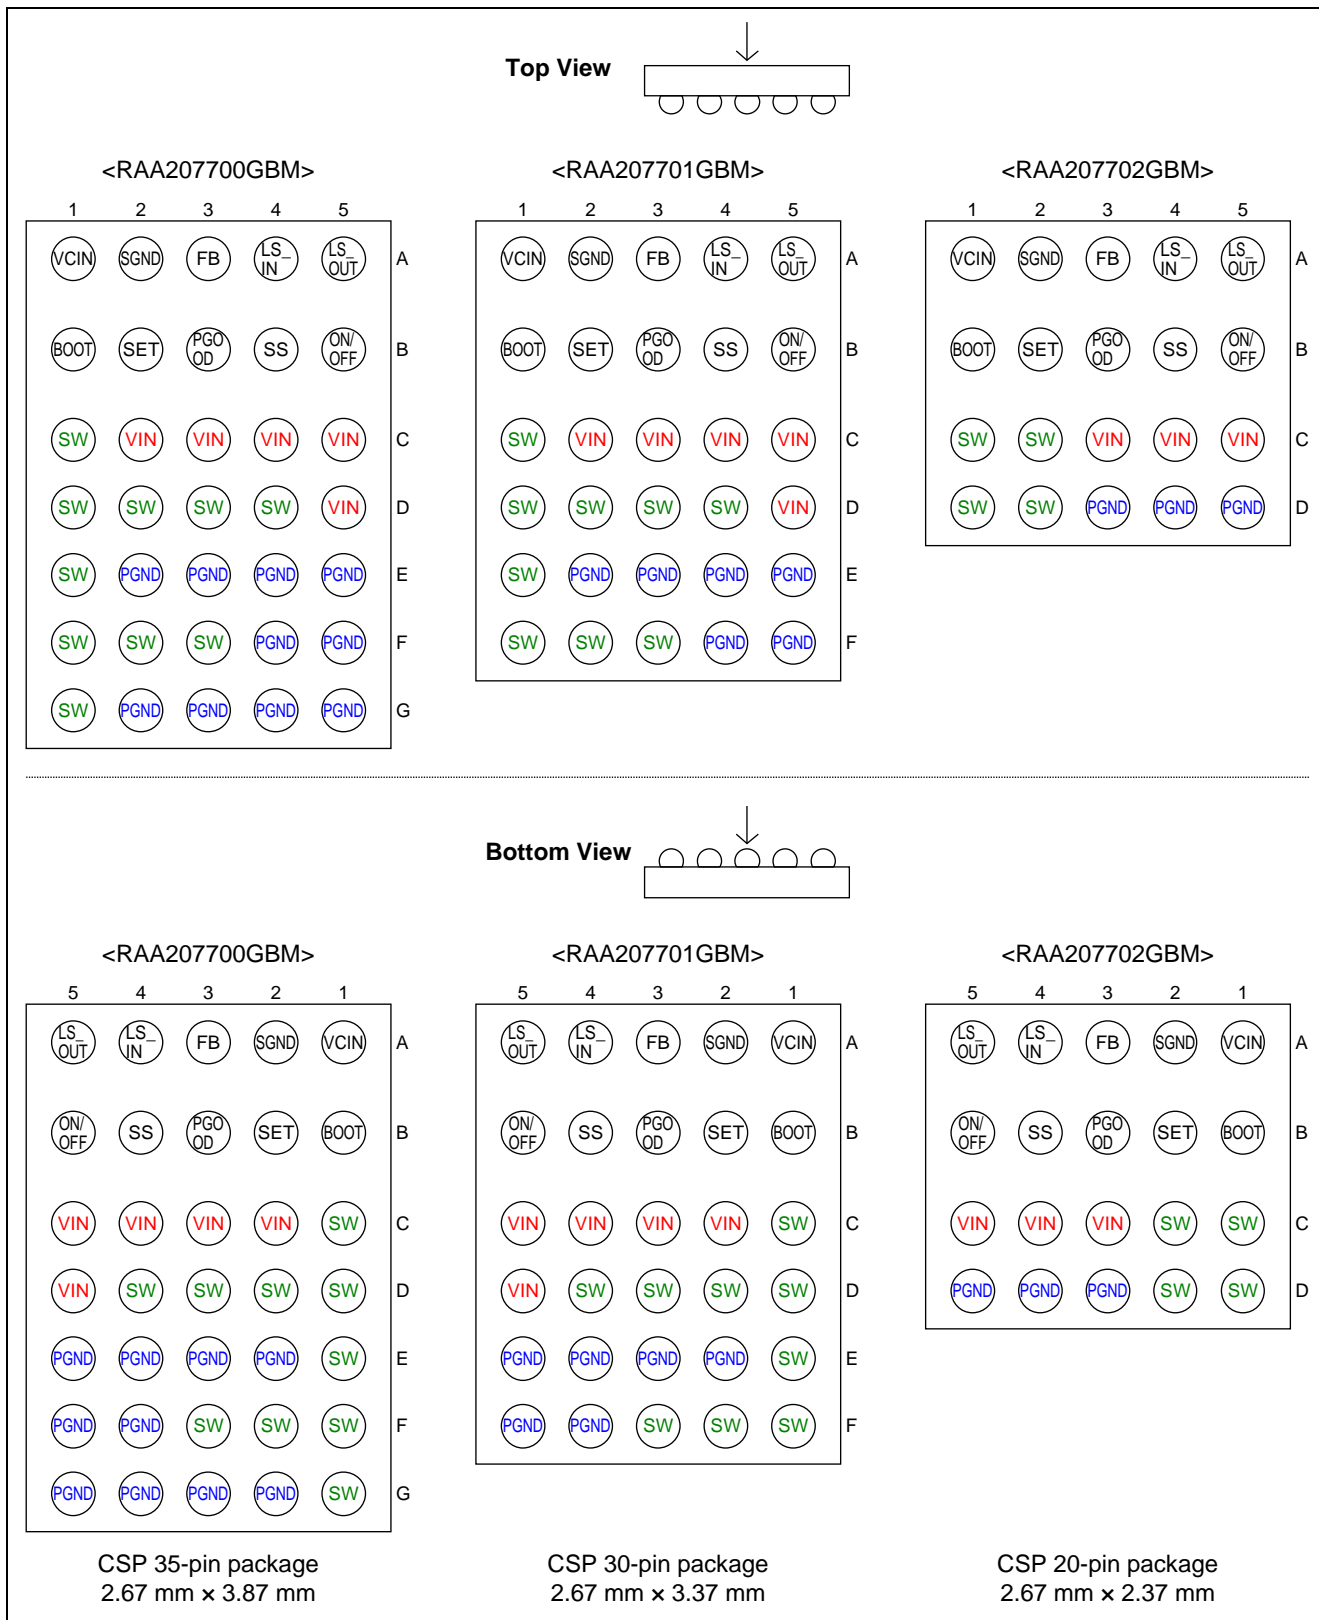 Top View
<RAA207700GBM> <RAA207701GBM> <RAA207702GBM>
1 2 3 4 5 1 2 3 4 5 1 2 3 4 5
VCIN SGND FB LS_IN LS_OUT A VCIN SGND FB LS_IN LS_OUT A VCIN SGND FB LS_IN LS_OUT A
BOOT SET PGOOD SS ON/OFF B BOOT SET PGOOD SS ON/OFF B BOOT SET PGOOD SS ON/OFF B
SW VIN VIN VIN VIN C SW VIN VIN VIN VIN C SW SW VIN VIN VIN C
SW SW SW SW VIN D SW SW SW SW VIN D SW SW PGND PGND PGND D
SW PGND PGND PGND PGND E SW PGND PGND PGND PGND E
SW SW SW PGND PGND F SW SW SW PGND PGND F
SW PGND PGND PGND PGND G
Bottom View
<RAA207700GBM> <RAA207701GBM> <RAA207702GBM>
5 4 3 2 1 5 4 3 2 1 5 4 3 2 1
LS_OUT LS_IN FB SGND VCIN A LS_OUT LS_IN FB SGND VCIN A LS_OUT LS_IN FB SGND VCIN A
ON/OFF SS PGOOD SET BOOT B ON/OFF SS PGOOD SET BOOT B ON/OFF SS PGOOD SET BOOT B
VIN VIN VIN VIN SW C VIN VIN VIN VIN SW C VIN VIN VIN SW SW C
VIN SW SW SW SW D VIN SW SW SW SW D PGND PGND PGND SW SW D
PGND PGND PGND PGND SW E PGND PGND PGND PGND SW E
PGND PGND SW SW SW F PGND PGND SW SW SW F
PGND PGND PGND PGND SW G
CSP 35-pin package CSP 30-pin package CSP 20-pin package
2.67 mm × 3.87 mm 2.67 mm × 3.37 mm 2.67 mm × 2.37 mm